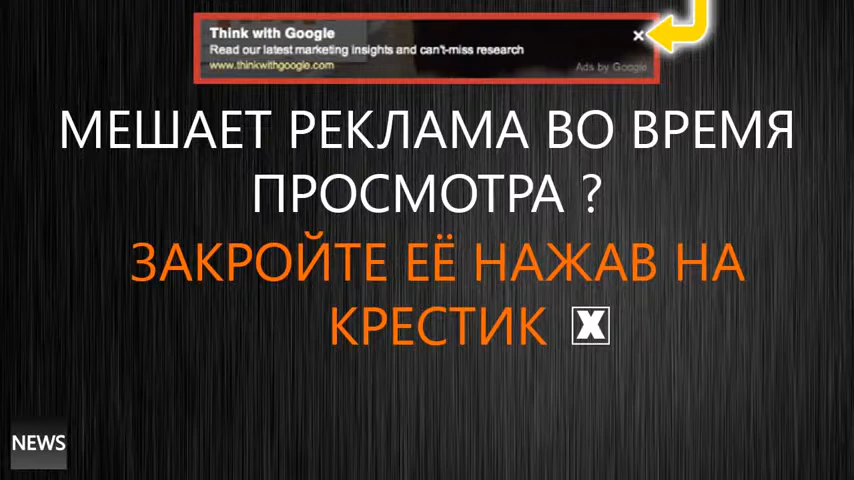 Think with Google
Read our latest marketing insights and can't-miss research
www.thinkwithgoogle.com
Ads by Google
МЕШАЕТ РЕКЛАМА ВО ВРЕМЯ
ПРОСМОТРА ?
ЗАКРОЙТЕ ЕЁ НАЖАВ НА
КРЕСТИК X
NEWS